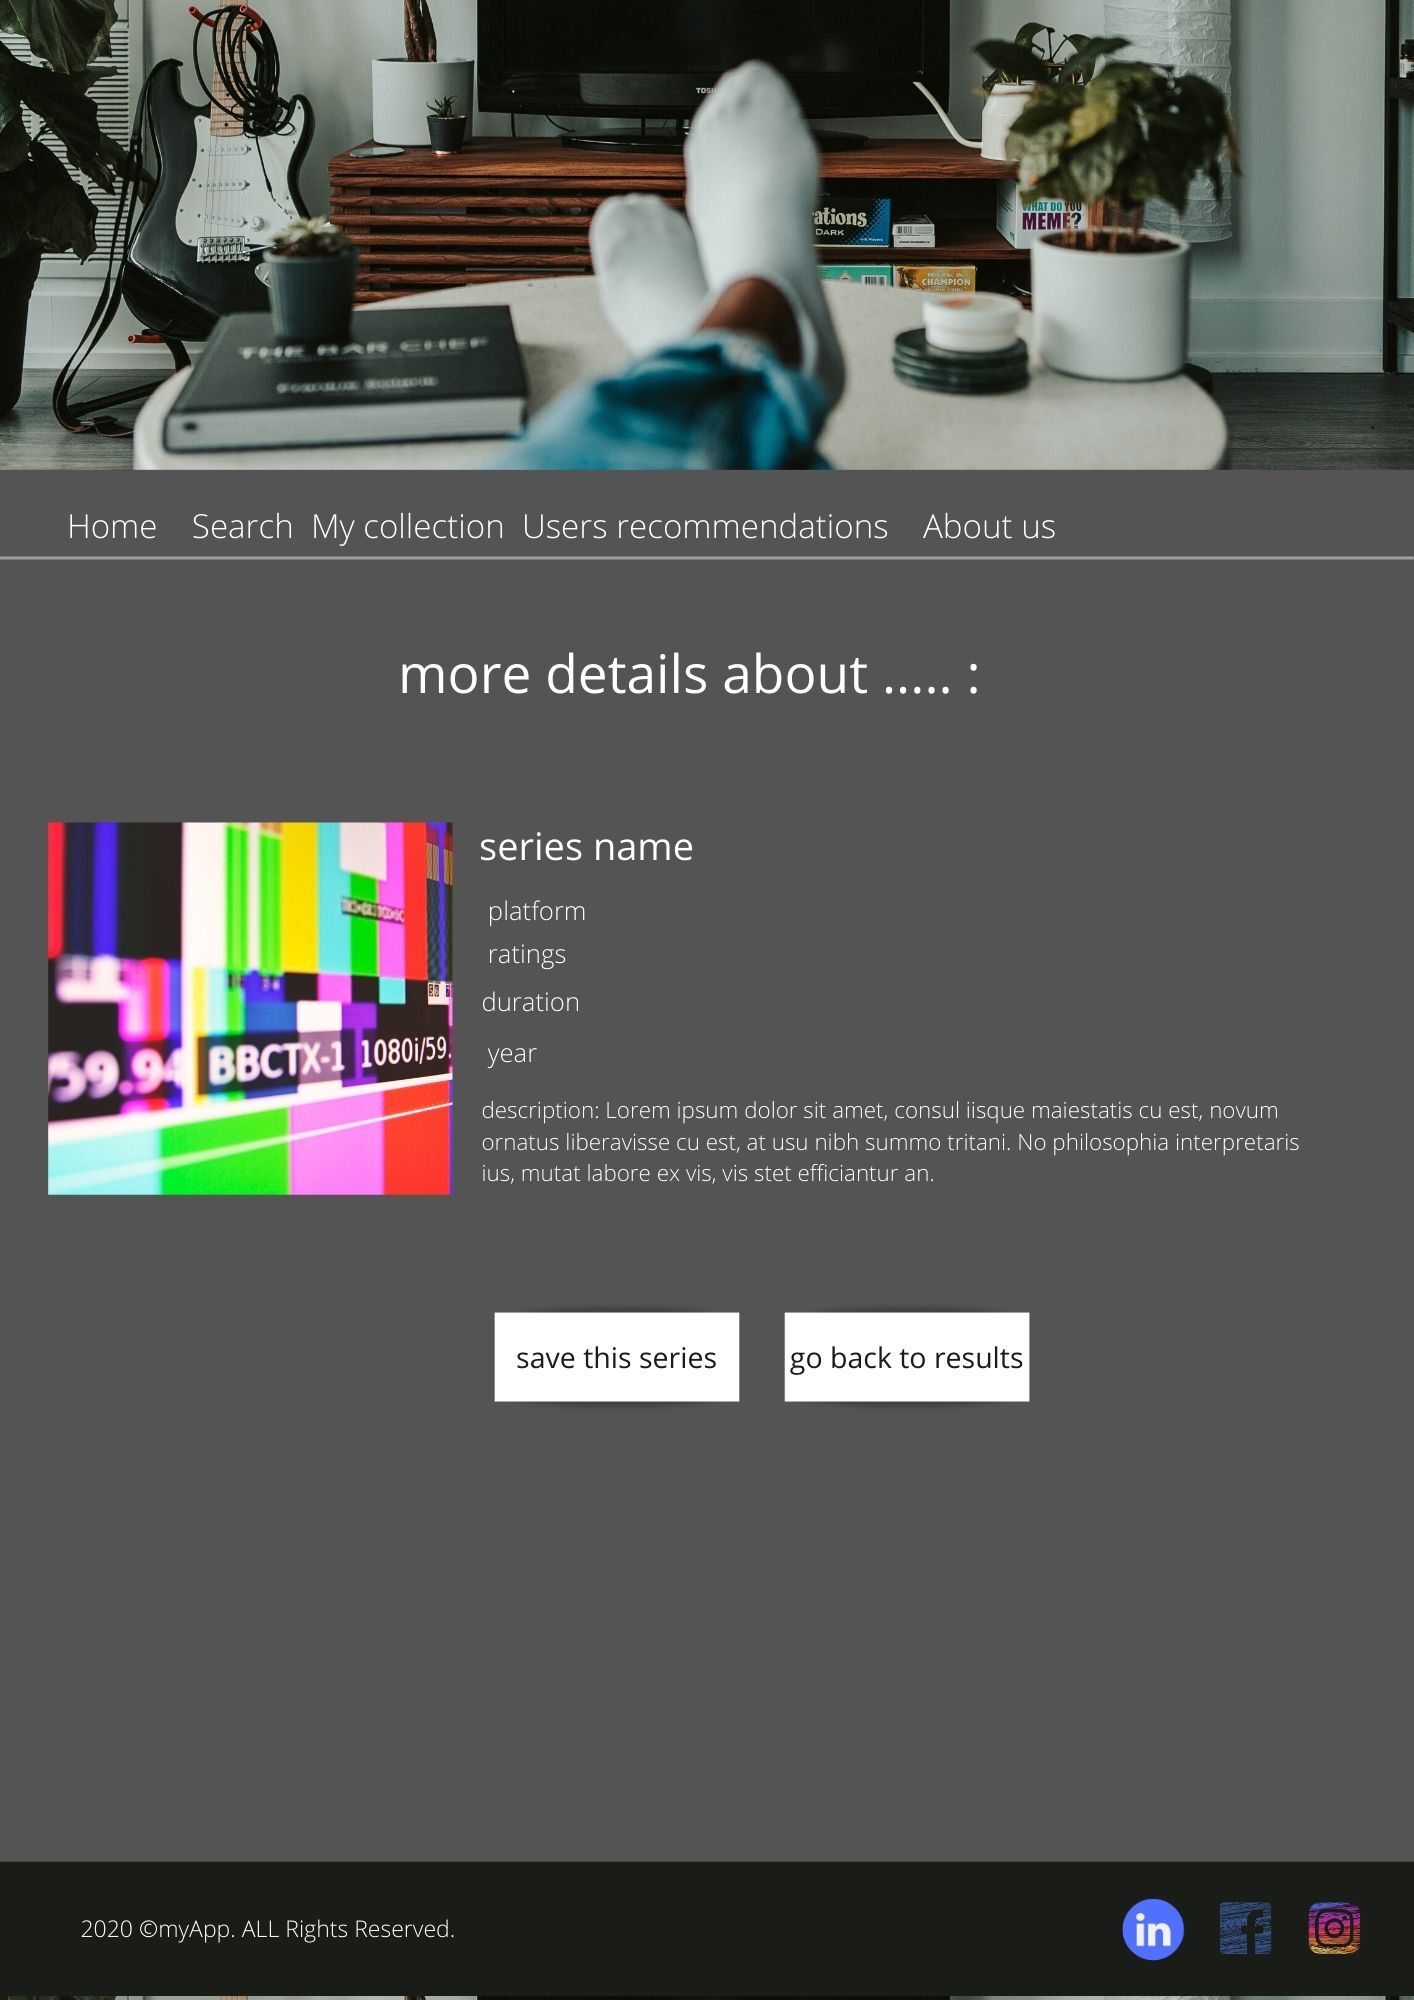 WHAT DO YOU
MEME?
ations
DARK
CHAMPION
THE BAR CHEF
Home Search My collection Users recommendations About us
more details about ..... :
series name
platform
ratings
duration
year
59.94 BBCTX-1 1080i/59.
description: Lorem ipsum dolor sit amet, consul iisque maiestatis cu est, novum
ornatus liberavisse cu est, at usu nibh summo tritani. No philosophia interpretaris
ius, mutat labore ex vis, vis stet efficiantur an.
save this series go back to results
2020 ©myApp. ALL Rights Reserved.
in